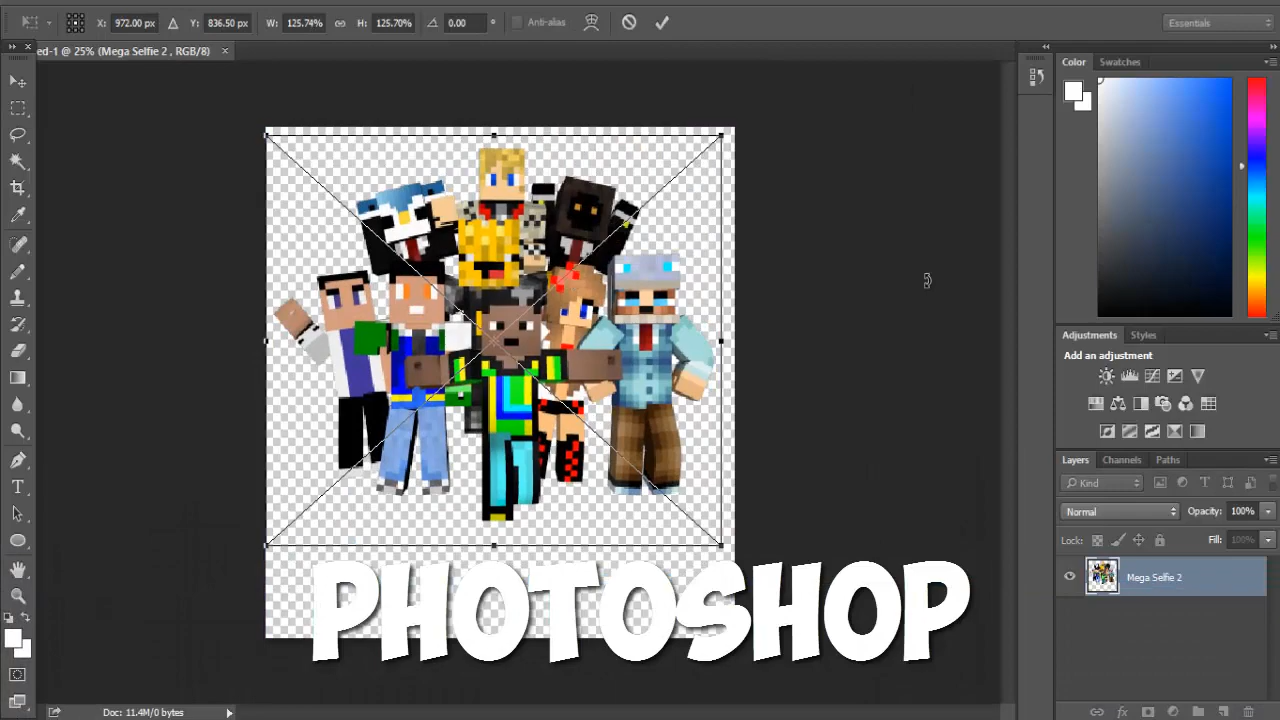 X: 972.00 px Y: 836.50 px W: 125.74% H: 125.70% 0.00 ° Anti-alias Essentials
ed-1 @ 25% (Mega Selfie 2 , RGB/8) ×
Color Swatches
Adjustments Styles
Add an adjustment
Layers Channels Paths
Kind
Normal Opacity: 100%
Lock: Fill: 100%
Mega Selfie 2
PHOTOSHOP
Doc: 11.4M/0 bytes